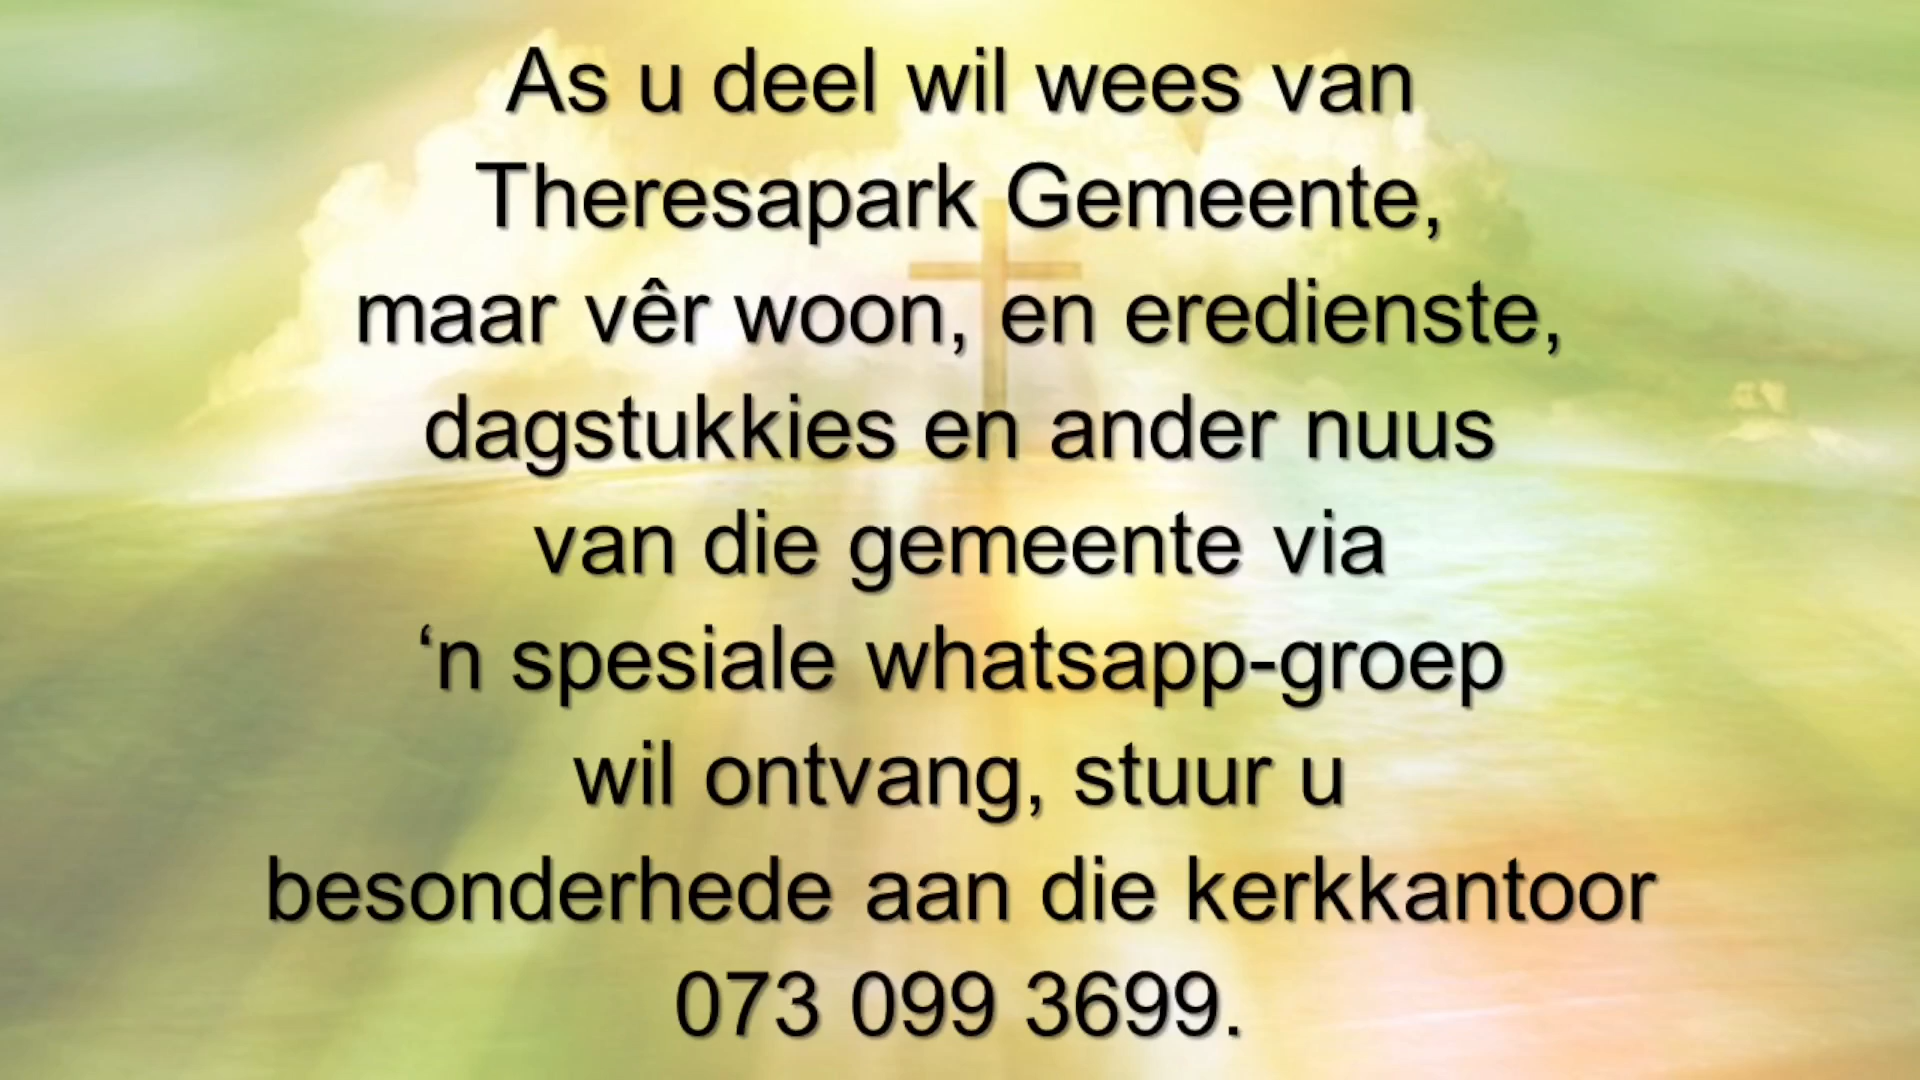 As u deel wil wees van
Theresapark Gemeente,
maar vêr woon, en eredienste,
dagstukkies en ander nuus
van die gemeente via
‘n spesiale whatsapp-groep
wil ontvang, stuur u
besonderhede aan die kerkkantoor
073 099 3699.